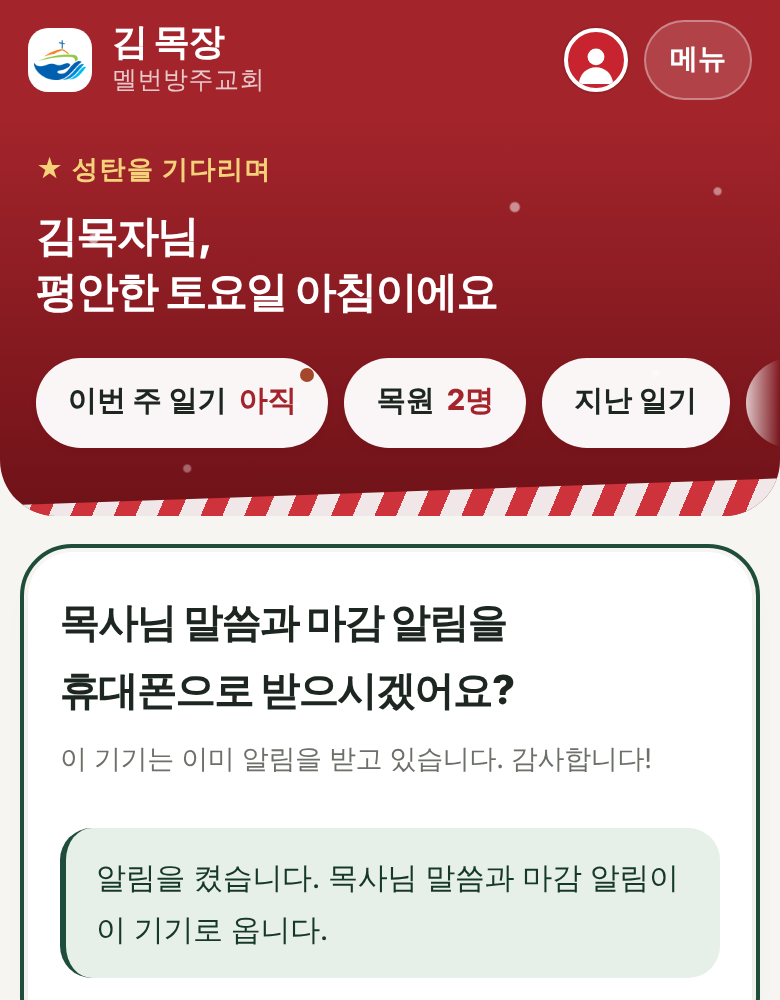 김 목장
멜번방주교회
메뉴
★ 성탄을 기다리며
김목자님,
평안한 토요일 아침이에요
이번 주 일기 아직
목원 2명
지난 일기
목사님 말씀과 마감 알림을
휴대폰으로 받으시겠어요?
이 기기는 이미 알림을 받고 있습니다. 감사합니다!
알림을 켰습니다. 목사님 말씀과 마감 알림이
이 기기로 옵니다.